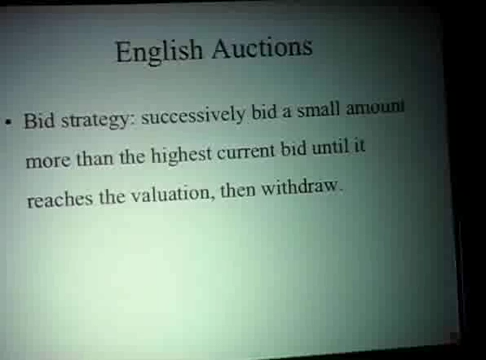 English Auctions
• Bid strategy: successively bid a small amount
more than the highest current bid until it
reaches the valuation, then withdraw.